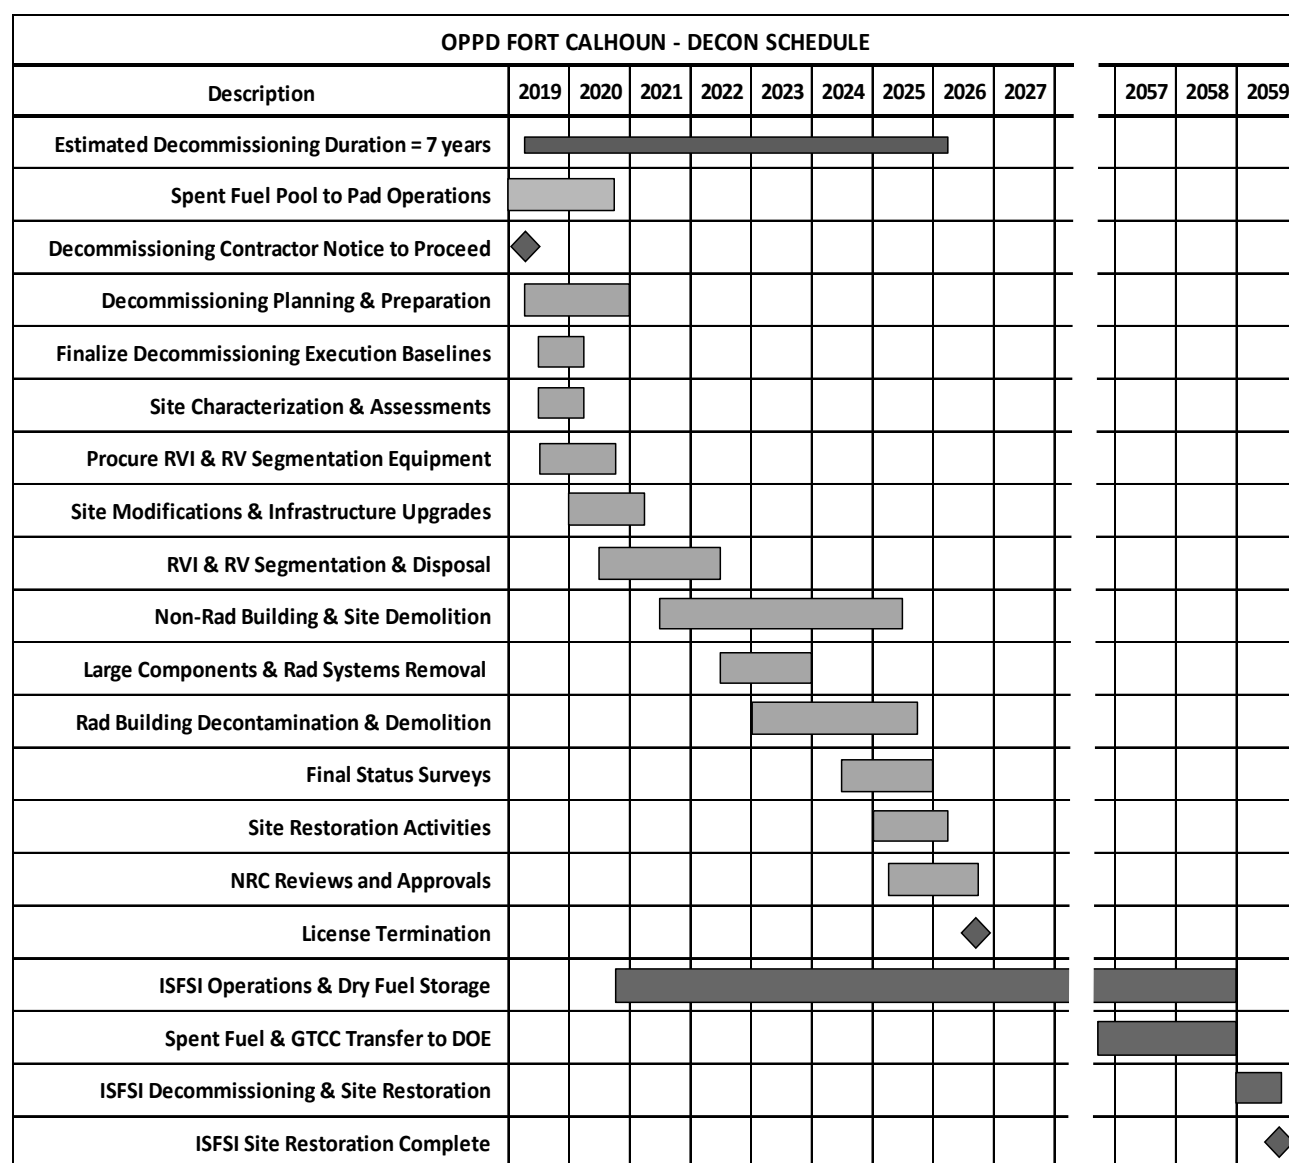 OPPD FORT CALHOUN - DECON SCHEDULE
Description 2019 2020 2021 2022 2023 2024 2025 2026 2027 2057 2058 2059
Estimated Decommissioning Duration = 7 years
Spent Fuel Pool to Pad Operations
Decommissioning Contractor Notice to Proceed
Decommissioning Planning & Preparation
Finalize Decommissioning Execution Baselines
Site Characterization & Assessments
Procure RVI & RV Segmentation Equipment
Site Modifications & Infrastructure Upgrades
RVI & RV Segmentation & Disposal
Non-Rad Building & Site Demolition
Large Components & Rad Systems Removal
Rad Building Decontamination & Demolition
Final Status Surveys
Site Restoration Activities
NRC Reviews and Approvals
License Termination
ISFSI Operations & Dry Fuel Storage
Spent Fuel & GTCC Transfer to DOE
ISFSI Decommissioning & Site Restoration
ISFSI Site Restoration Complete